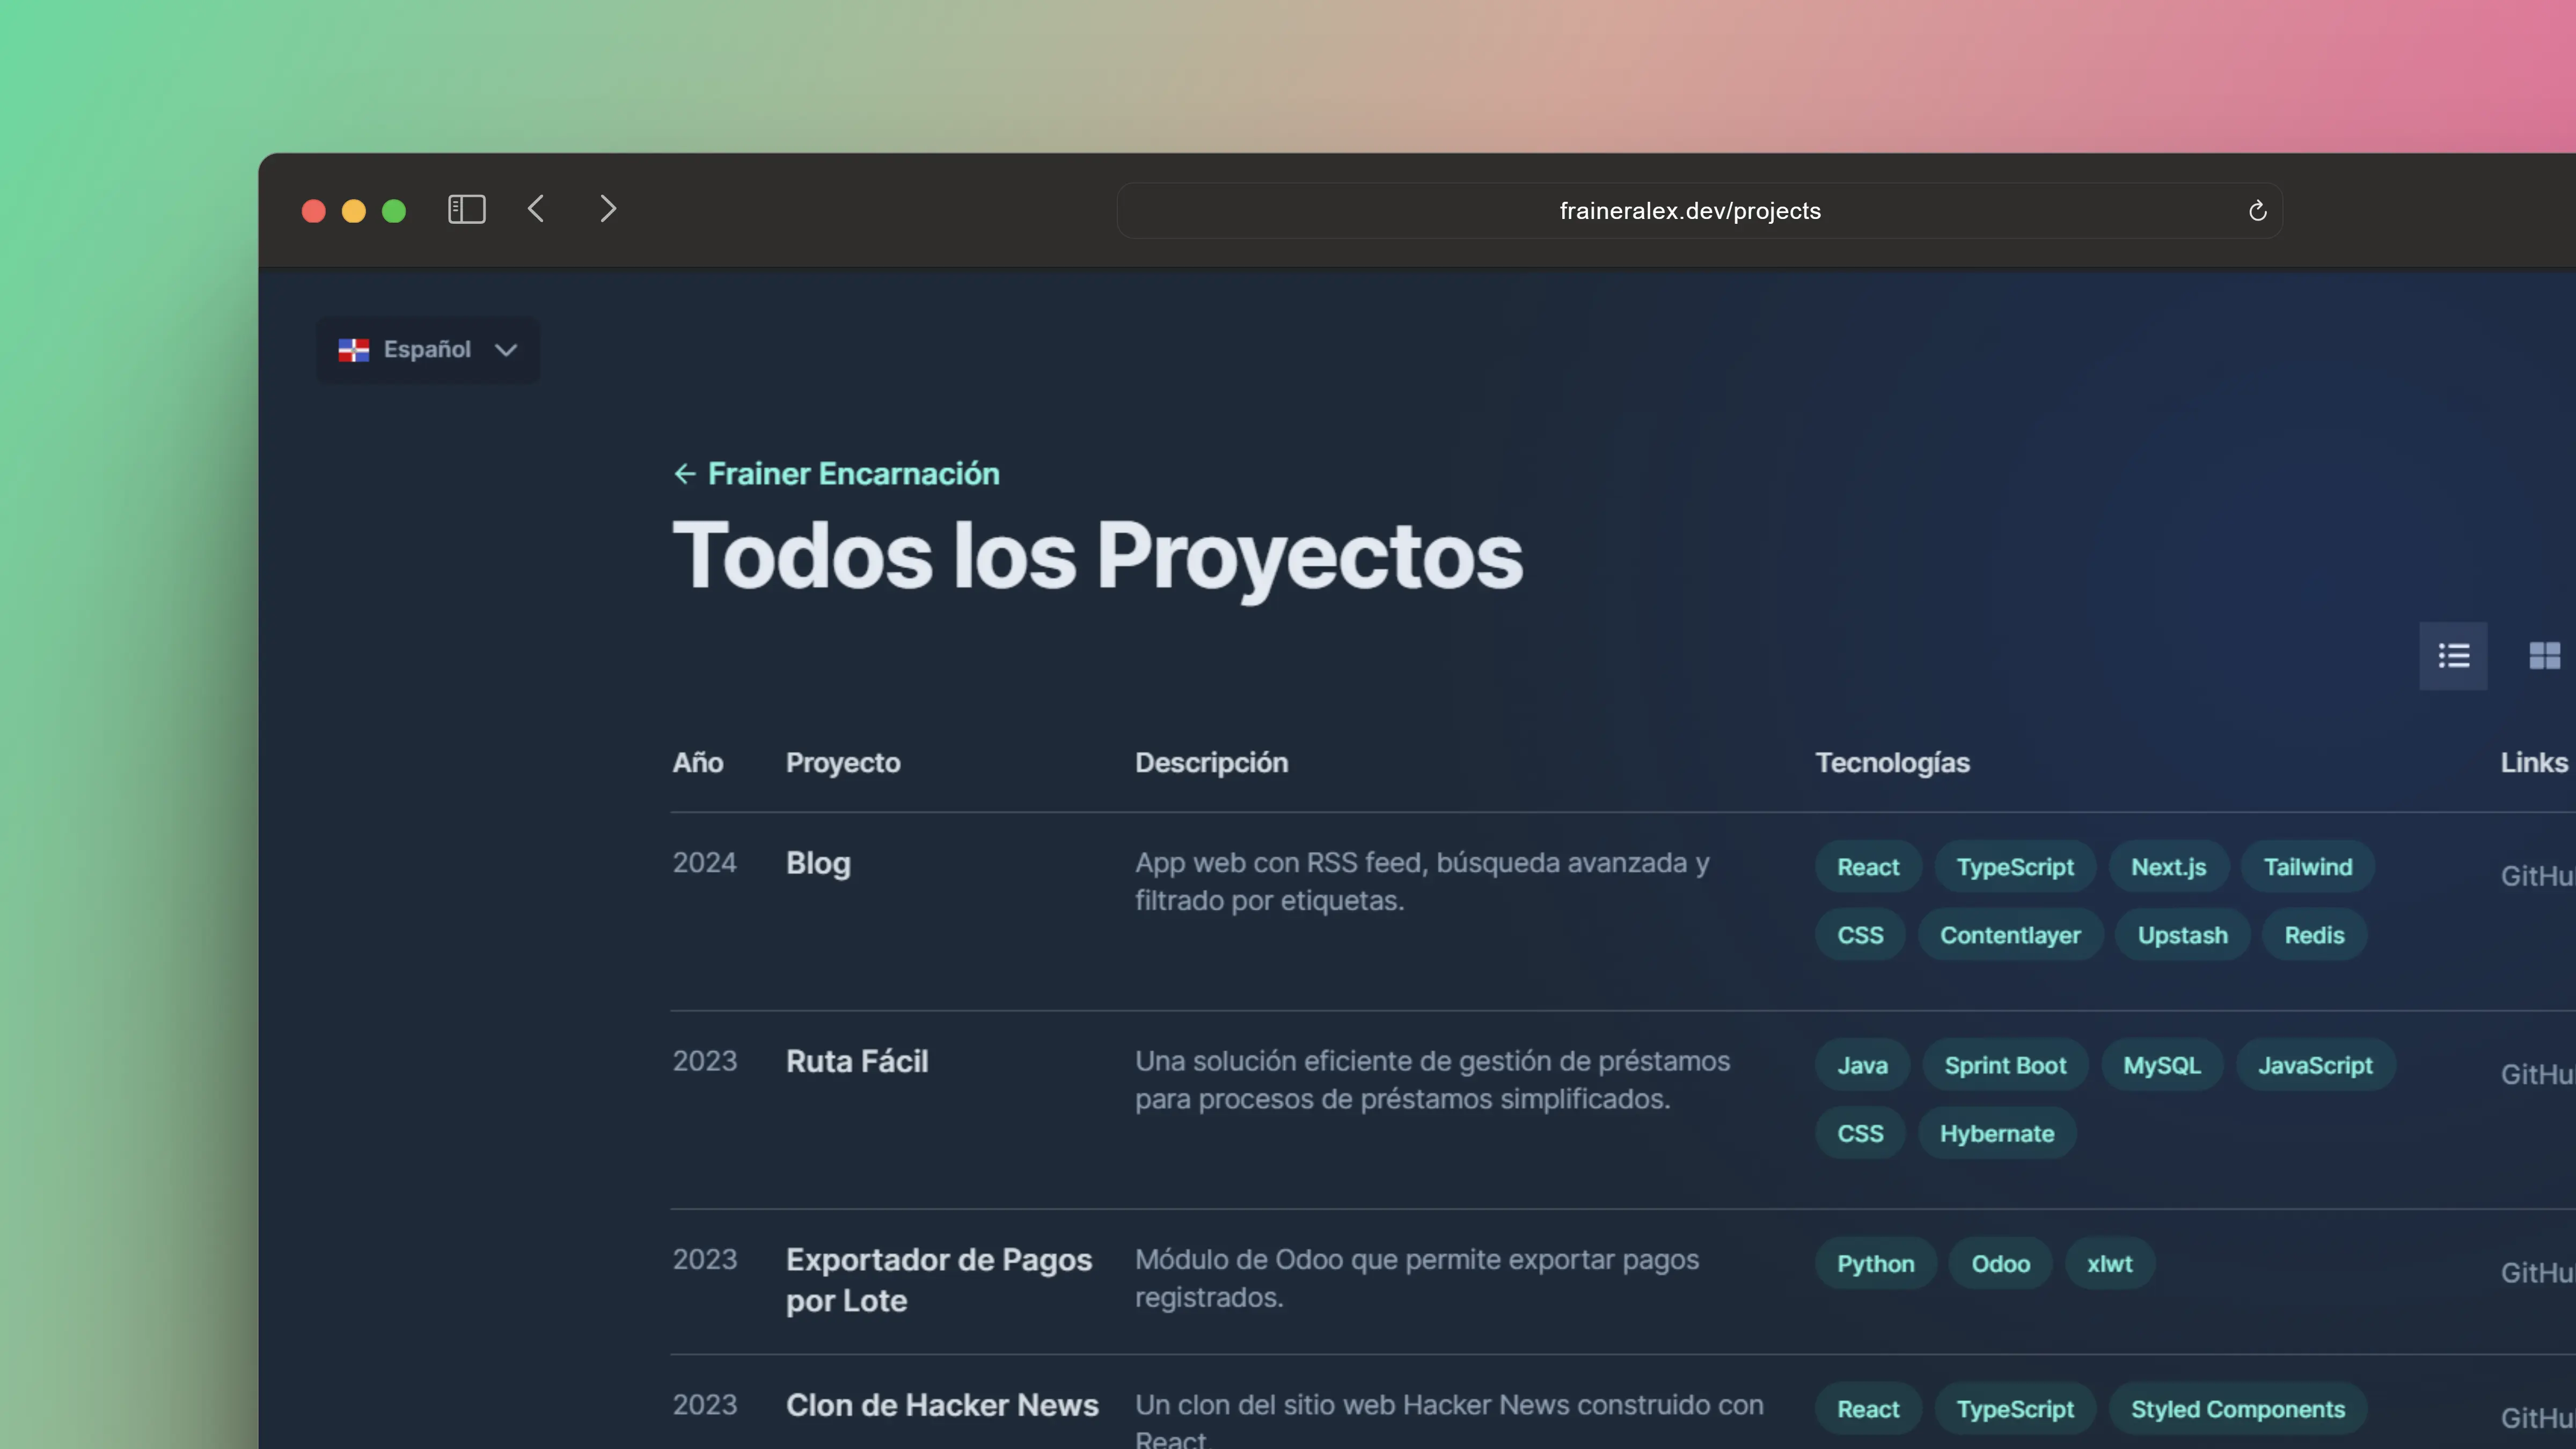 fraineralex.dev/projects
Español
← Frainer Encarnación
Todos los Proyectos
Año Proyecto Descripción Tecnologías Links
2024 Blog App web con RSS feed, búsqueda avanzada y React TypeScript Next.js Tailwind
filtrado por etiquetas. CSS Contentlayer Upstash Redis
2023 Ruta Fácil Una solución eficiente de gestión de préstamos Java Sprint Boot MySQL JavaScript
para procesos de préstamos simplificados. CSS Hybernate
2023 Exportador de Pagos Módulo de Odoo que permite exportar pagos Python Odoo xlwt
por Lote registrados.
2023 Clon de Hacker News Un clon del sitio web Hacker News construido con React TypeScript Styled Components
React.